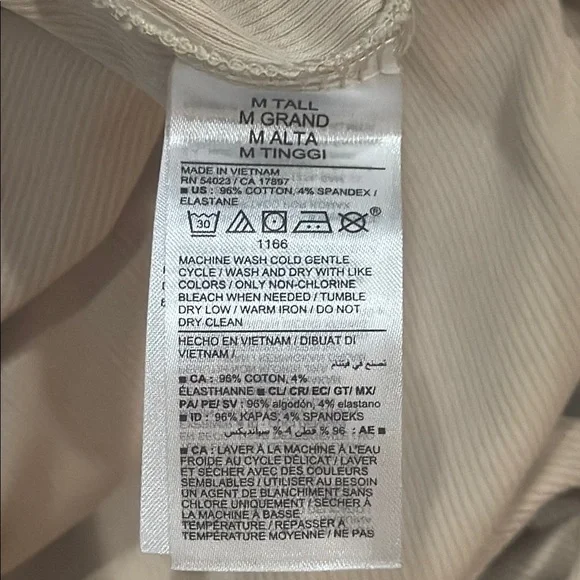 M TALL
M GRAND
M ALTA
M TINGGI
MADE IN VIETNAM
RN 54023 / CA 17897
■ US : 96% COTTON, 4% SPANDEX /
ELASTANE
30
®
1166
MACHINE WASH COLD GENTLE
CYCLE / WASH AND DRY WITH LIKE
COLORS / ONLY NON-CHLORINE
BLEACH WHEN NEEDED / TUMBLE
DRY LOW / WARM IRON / DO NOT
DRY CLEAN
HECHO EN VIETNAM / DIBUAT DI
VIETNAM /
تصنع في فيتنام
■ CA : 96% COTON, 4%
ÉLASTHANNE ■ CL/ CR/ EC/ GT/ MX/
PA/ PE/ SV : 96% algodón, 4% elastano
■ ID : 96% KAPAS, 4% SPANDEKS
■ AE : 96 % قطن 4 % سبانديكس
■ CA : LAVER À LA MACHINE À L'EAU
FROIDE AU CYCLE DÉLICAT / LAVER
ET SÉCHER AVEC DES COULEURS
SEMBLABLES / UTILISER AU BESOIN
UN AGENT DE BLANCHIMENT SANS
CHLORE UNIQUEMENT / SÉCHER À
LA MACHINE À BASSE
TEMPÉRATURE / REPASSER À
TEMPÉRATURE MOYENNE / NE PAS